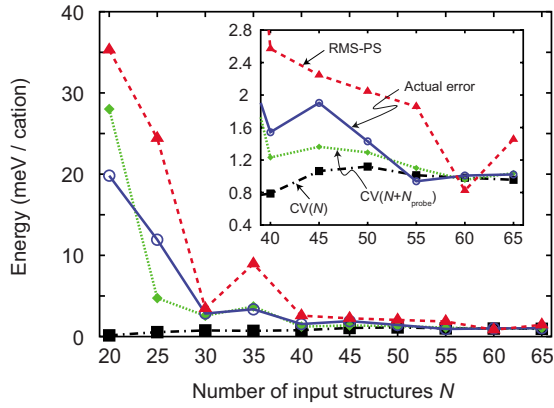 40
30
20
10
0
Energy (meV / cation)
20 25 30 35 40 45 50 55 60 65
Number of input structures N
2.8
2.4
2
1.6
1.2
0.8
0.4
40 45 50 55 60 65
RMS-PS
Actual error
CV(N)
CV(N+Nprobe)